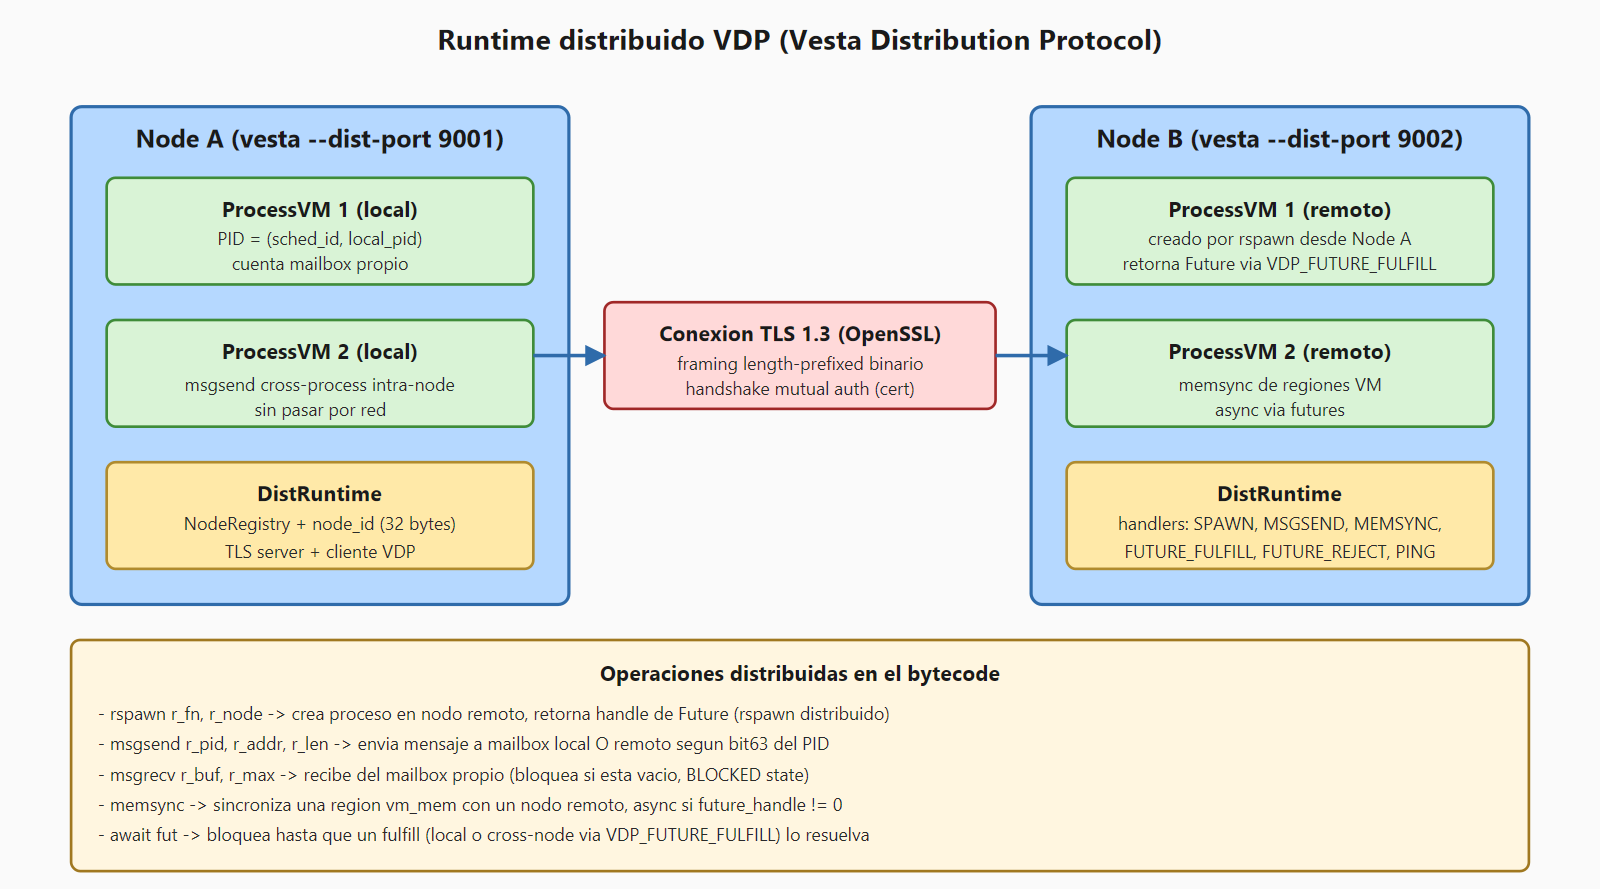 Runtime distribuido VDP (Vesta Distribution Protocol)
Node A (vesta --dist-port 9001)
ProcessVM 1 (local)
PID = (sched_id, local_pid)
cuenta mailbox propio
ProcessVM 2 (local)
msgsend cross-process intra-node
sin pasar por red
DistRuntime
NodeRegistry + node_id (32 bytes)
TLS server + cliente VDP
Conexion TLS 1.3 (OpenSSL)
framing length-prefixed binario
handshake mutual auth (cert)
Node B (vesta --dist-port 9002)
ProcessVM 1 (remoto)
creado por rspawn desde Node A
retorna Future via VDP_FUTURE_FULFILL
ProcessVM 2 (remoto)
memsync de regiones VM
async via futures
DistRuntime
handlers: SPAWN, MSGSEND, MEMSYNC,
FUTURE_FULFILL, FUTURE_REJECT, PING
Operaciones distribuidas en el bytecode
- rspawn r_fn, r_node -> crea proceso en nodo remoto, retorna handle de Future (rspawn distribuido)
- msgsend r_pid, r_addr, r_len -> envia mensaje a mailbox local O remoto segun bit63 del PID
- msgrecv r_buf, r_max -> recibe del mailbox propio (bloquea si esta vacio, BLOCKED state)
- memsync -> sincroniza una region vm_mem con un nodo remoto, async si future_handle != 0
- await fut -> bloquea hasta que un fulfill (local o cross-node via VDP_FUTURE_FULFILL) lo resuelva